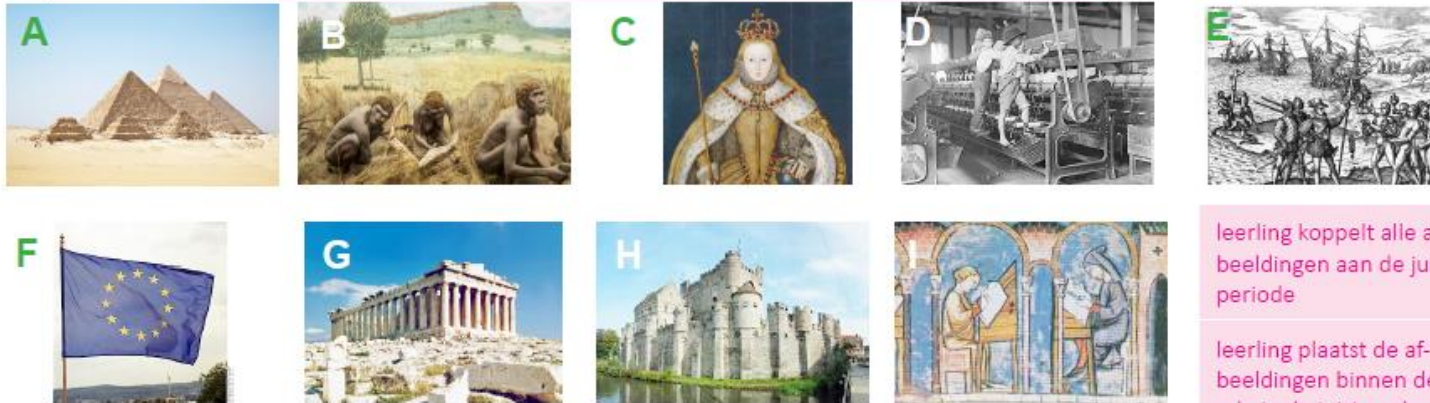 A
B
C
D
E
F
G
H
I
leerling koppelt alle a
beeldingen aan de ju
periode
leerling plaatst de af-
beeldingen binnen de